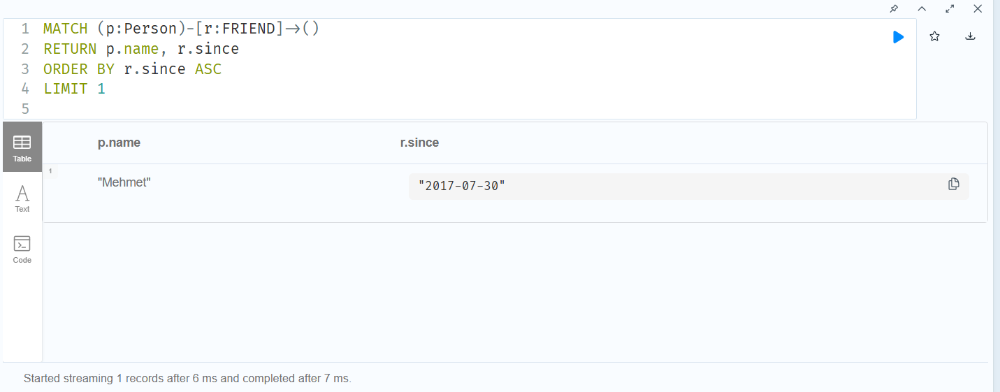 1 MATCH (p:Person)-[r:FRIEND]->()
2 RETURN p.name, r.since
3 ORDER BY r.since ASC
4 LIMIT 1
5
Table
p.name r.since
1
"Mehmet" "2017-07-30"
Text
Code
Started streaming 1 records after 6 ms and completed after 7 ms.